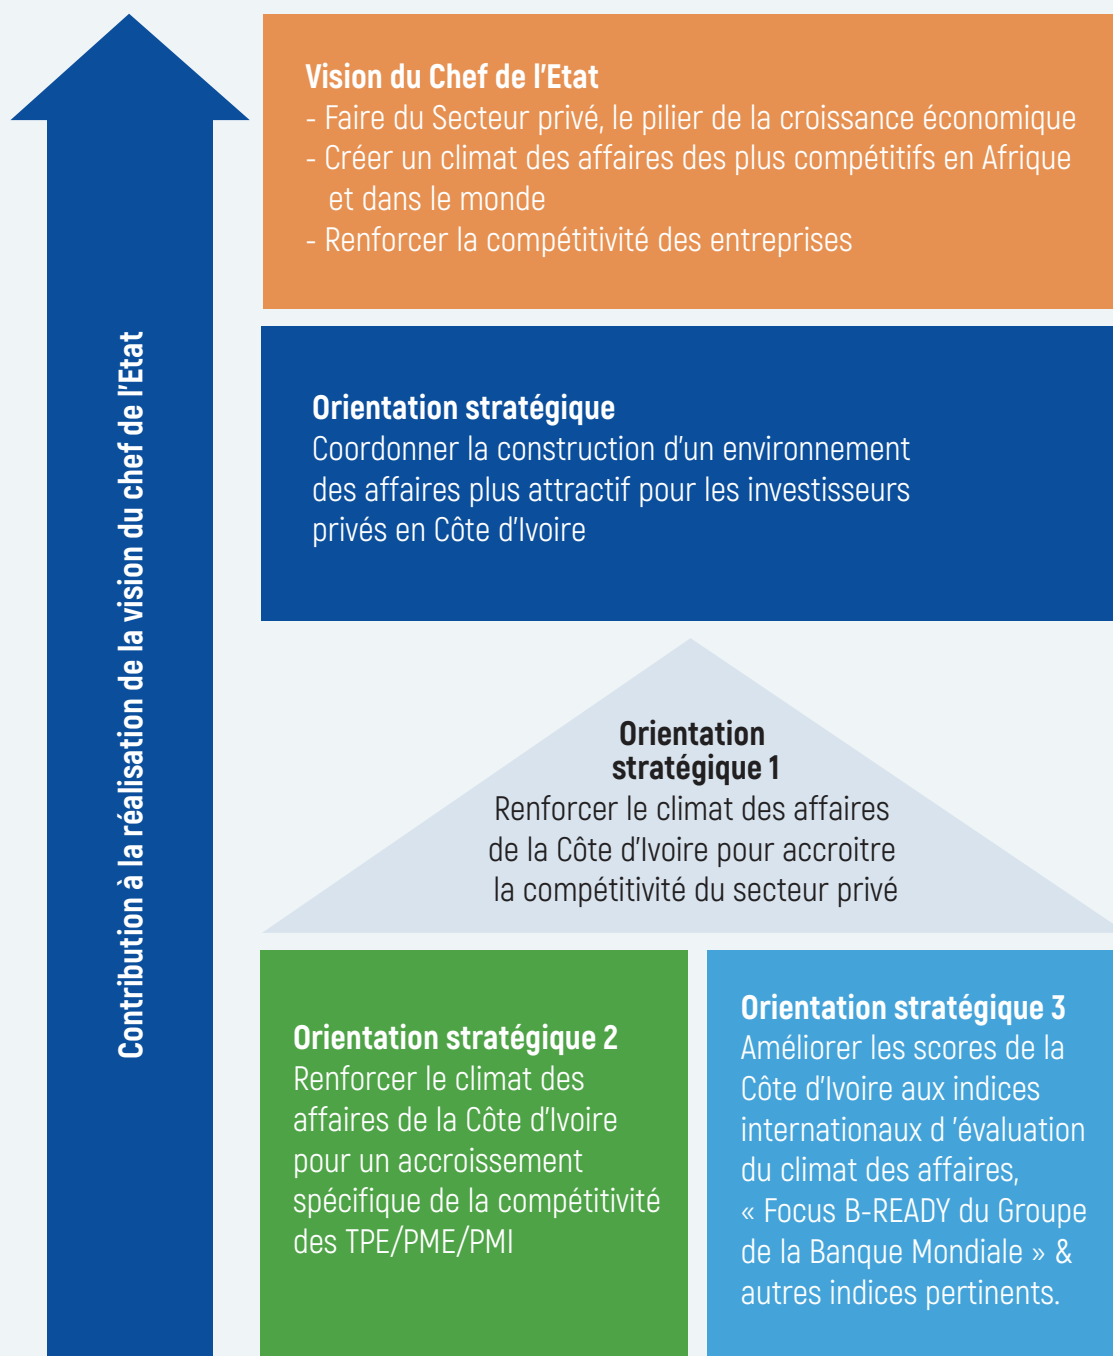 Contribution à la réalisation de la vision du chef de l'Etat
Vision du Chef de l'Etat
- Faire du Secteur privé, le pilier de la croissance économique
- Créer un climat des affaires des plus compétitifs en Afrique
et dans le monde
- Renforcer la compétitivité des entreprises
Orientation stratégique
Coordonner la construction d'un environnement
des affaires plus attractif pour les investisseurs
privés en Côte d'Ivoire
Orientation
stratégique 1
Renforcer le climat des affaires
de la Côte d'Ivoire pour accroitre
la compétitivité du secteur privé
Orientation stratégique 2
Renforcer le climat des
affaires de la Côte d'Ivoire
pour un accroissement
spécifique de la compétitivité
des TPE/PME/PMI
Orientation stratégique 3
Améliorer les scores de la
Côte d'Ivoire aux indices
internationaux d 'évaluation
du climat des affaires,
« Focus B-READY du Groupe
de la Banque Mondiale » &
autres indices pertinents.